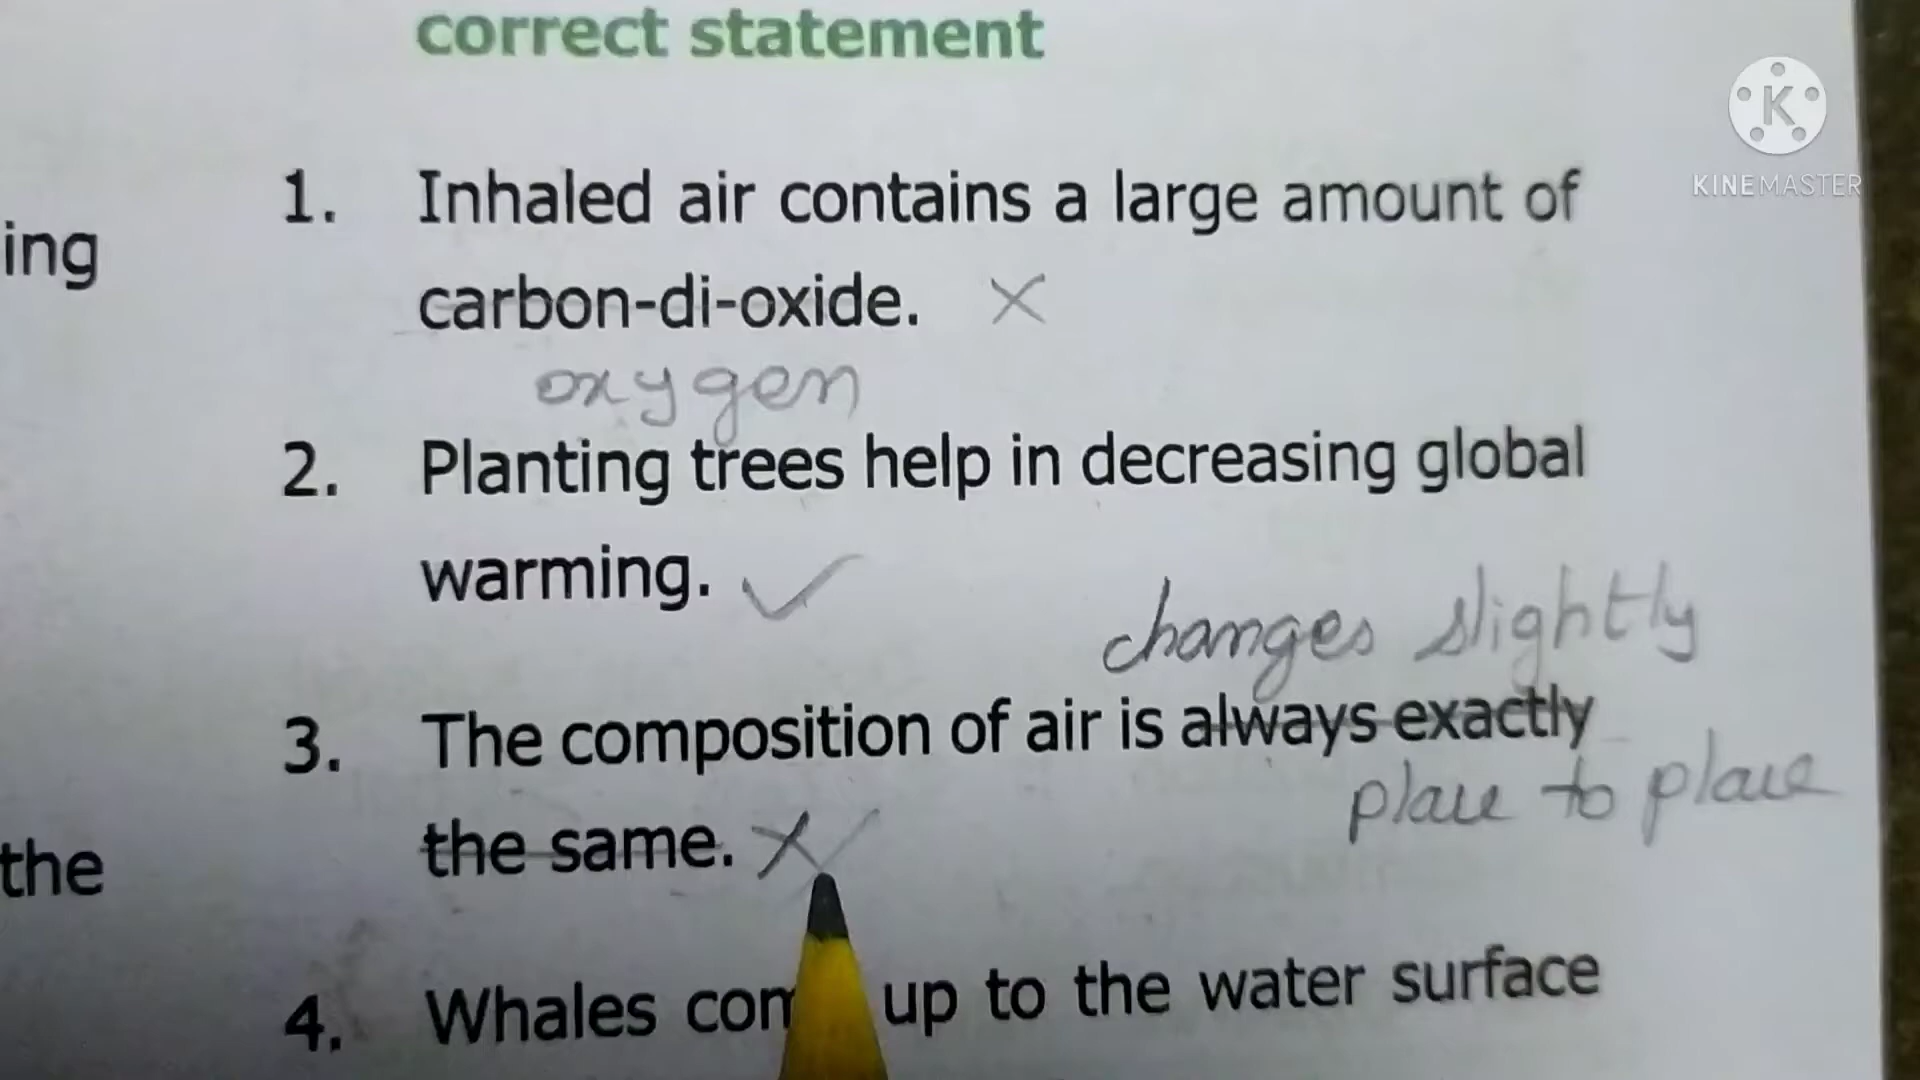 correct statement
KINEMASTER
1. Inhaled air contains a large amount of
ing
carbon-di-oxide. ✗
oxygen
2. Planting trees help in decreasing global
warming. ✓
changes slightly
3. The composition of air is always exactly
place to place
the same. ✗
the
4. Whales up to the water surface